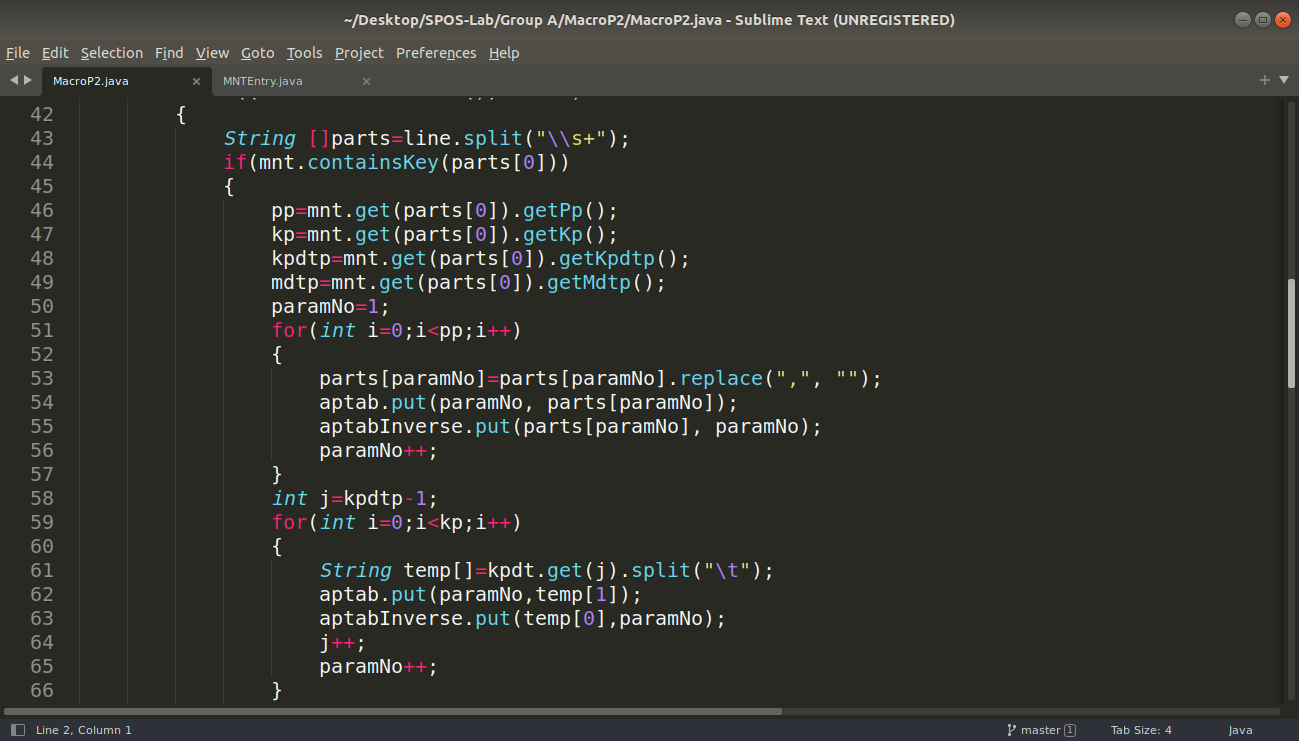 ~/Desktop/SPOS-Lab/Group A/MacroP2/MacroP2.java - Sublime Text (UNREGISTERED)
File Edit Selection Find View Goto Tools Project Preferences Help
MacroP2.java × MNTEntry.java ×
42 {
43 String []parts=line.split("\\s+");
44 if(mnt.containsKey(parts[0]))
45 {
46 pp=mnt.get(parts[0]).getPp();
47 kp=mnt.get(parts[0]).getKp();
48 kpdtp=mnt.get(parts[0]).getKpdtp();
49 mdtp=mnt.get(parts[0]).getMdtp();
50 paramNo=1;
51 for(int i=0;i<pp;i++)
52 {
53 parts[paramNo]=parts[paramNo].replace(",", "");
54 aptab.put(paramNo, parts[paramNo]);
55 aptabInverse.put(parts[paramNo], paramNo);
56 paramNo++;
57 }
58 int j=kpdtp-1;
59 for(int i=0;i<kp;i++)
60 {
61 String temp[]=kpdt.get(j).split("\t");
62 aptab.put(paramNo,temp[1]);
63 aptabInverse.put(temp[0],paramNo);
64 j++;
65 paramNo++;
66 }
Line 2, Column 1 master 1 Tab Size: 4 Java